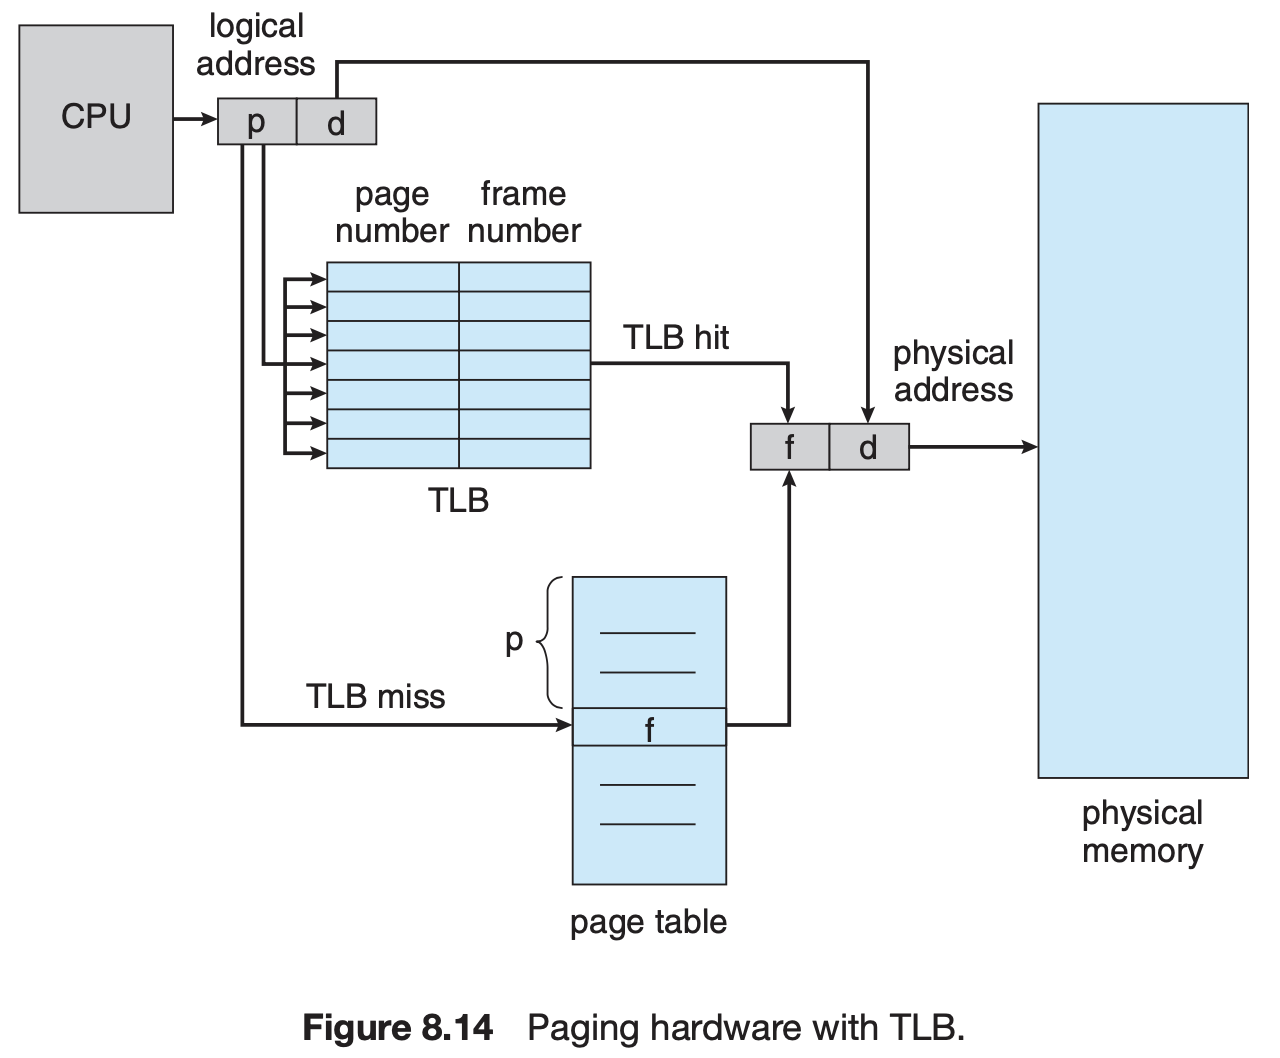 logical
address
CPU
p
d
page
number
frame
number
TLB hit
physical
address
f
d
TLB
p
TLB miss
f
physical
memory
page table
Figure 8.14 Paging hardware with TLB.